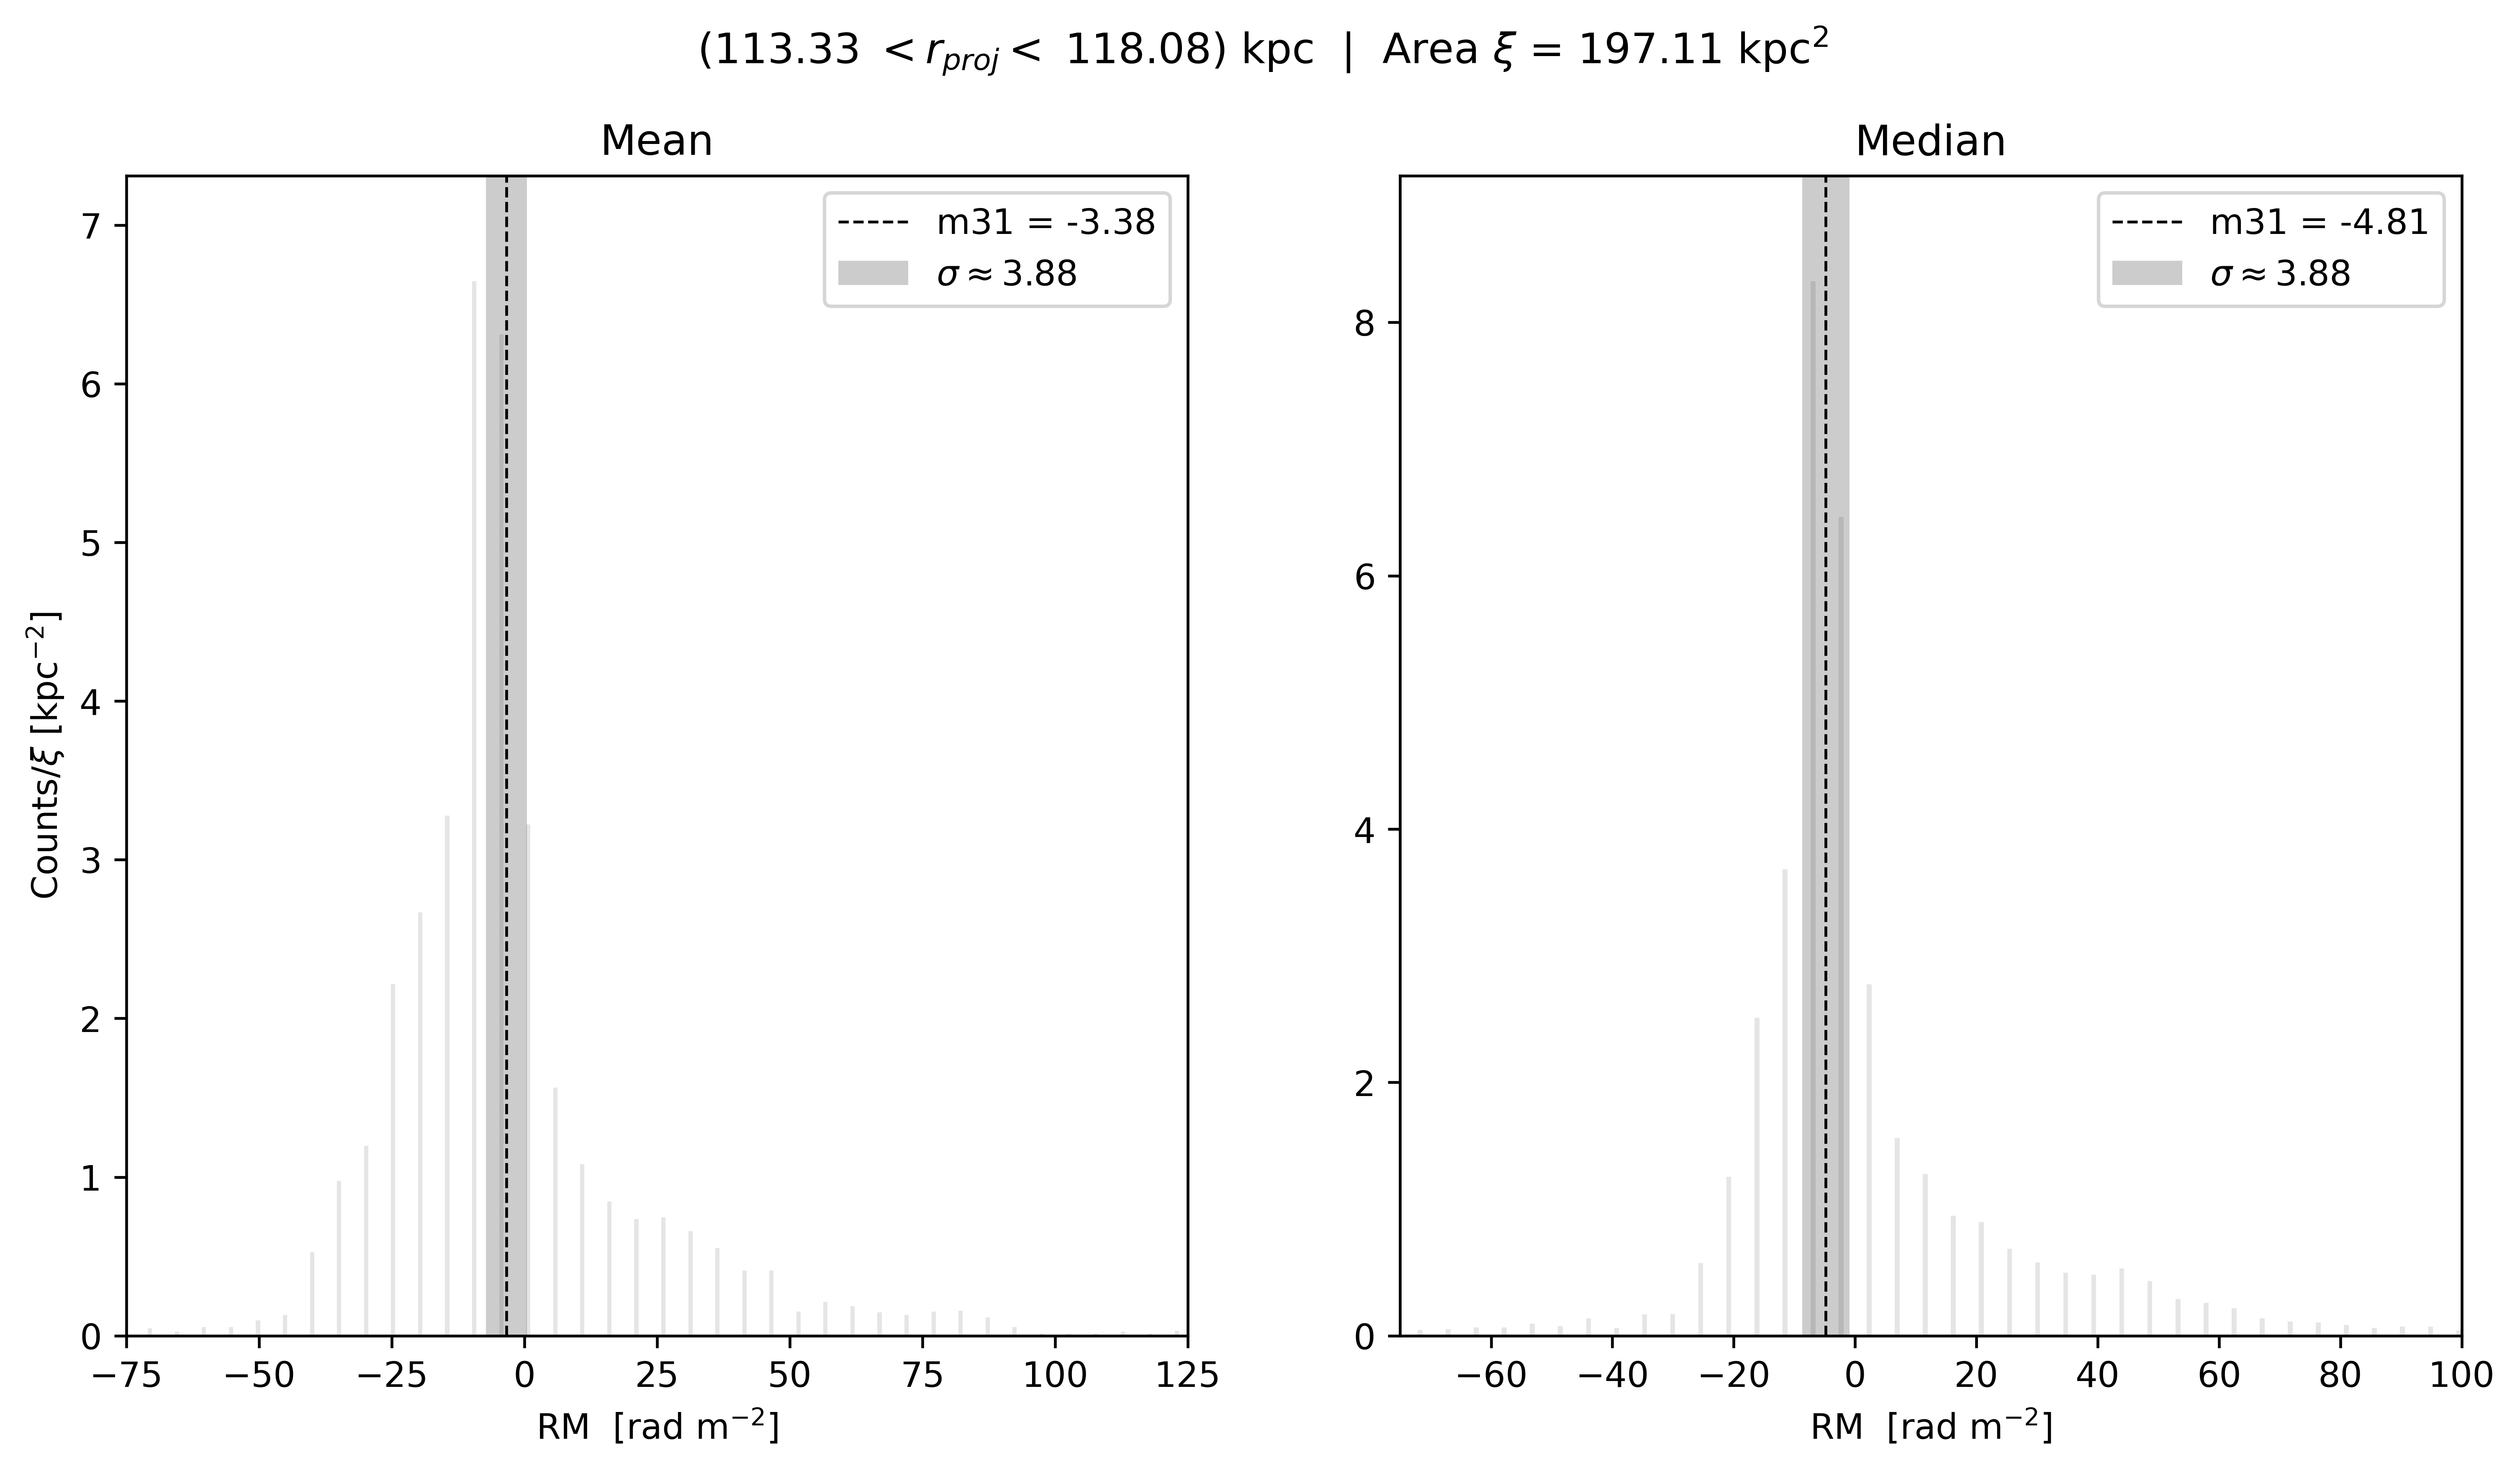 (113.33 < r_proj < 118.08) kpc | Area ξ = 197.11 kpc²
Mean
m31 = -3.38
σ ≈ 3.88
Counts/ξ [kpc⁻²]
7
6
5
4
3
2
1
0
−75 −50 −25 0 25 50 75 100 125
RM [rad m⁻²]
Median
m31 = -4.81
σ ≈ 3.88
8
6
4
2
0
−60 −40 −20 0 20 40 60 80 100
RM [rad m⁻²]